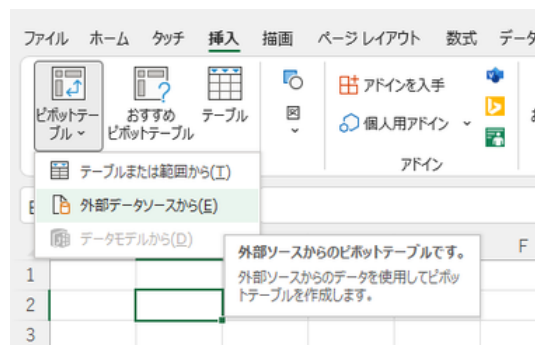 ファイル ホーム タッチ 挿入 描画 ページ レイアウト 数式
ピボットテー
ブル
おすすめ
ピボットテーブル
テーブル
アドインを入手
個人用アドイン
アドイン
テーブルまたは範囲から(T)
外部データソースから(E)
データモデルから(D)
外部ソースからのピボットテーブルです。
外部ソースからのデータを使用してピボッ
トテーブルを作成します。
F
1
2
3